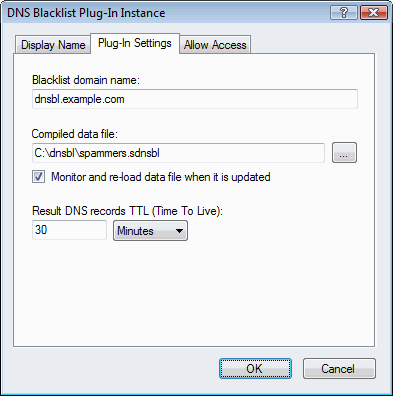 DNS Blacklist Plug-In Instance
Display Name Plug-In Settings Allow Access
Blacklist domain name:
dnsbl.example.com
Compiled data file:
C:\dnsbl\spammers.sdnsbl ...
Monitor and re-load data file when it is updated
Result DNS records TTL (Time To Live):
30 Minutes
OK Cancel